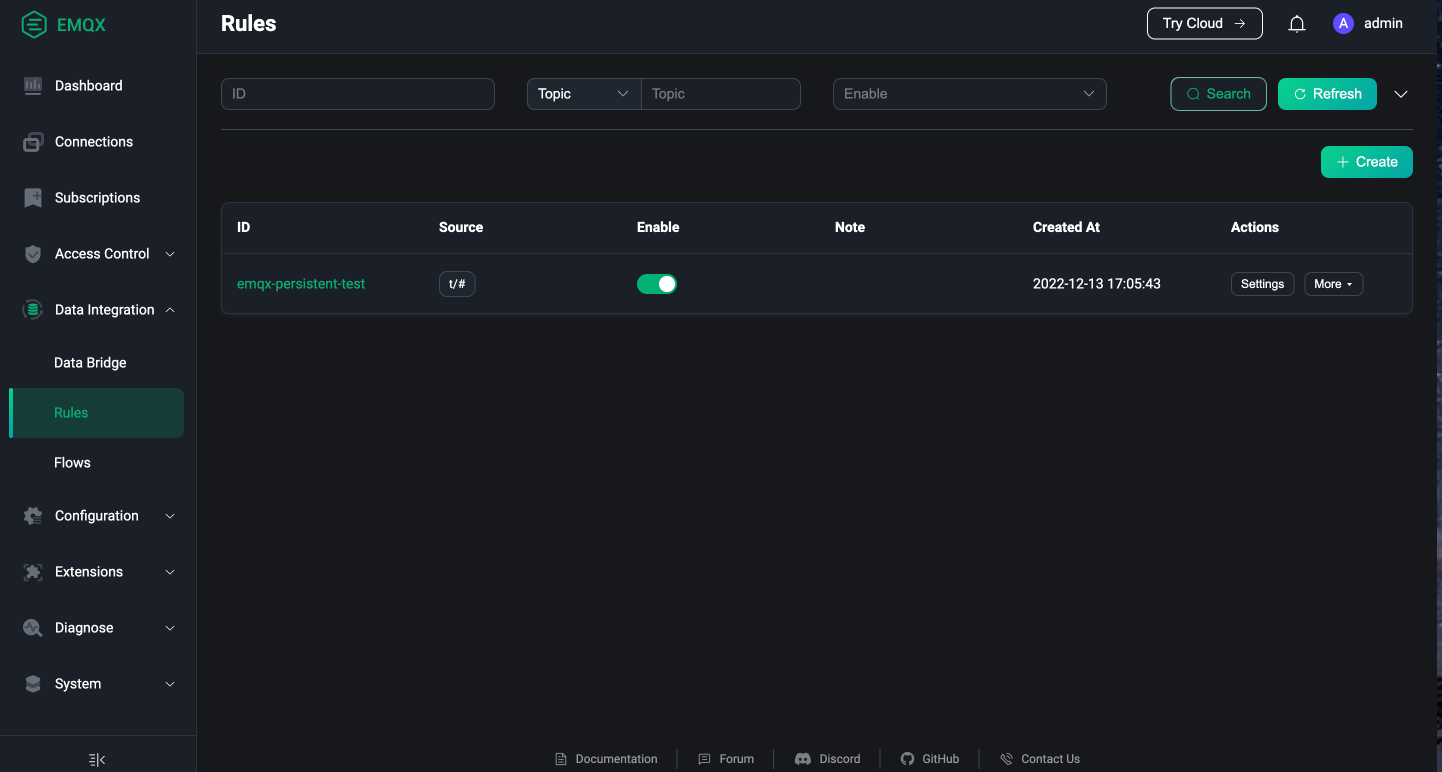 EMQX
Rules
Try Cloud
A
admin
Dashboard
Connections
Subscriptions
Access Control
Data Integration
Data Bridge
Rules
Flows
Configuration
Extensions
Diagnose
System
ID
Topic
Topic
Enable
Search
Refresh
Create
ID Source Enable Note Created At Actions
emqx-persistent-test t/# 2022-12-13 17:05:43 Settings More
Documentation Forum Discord GitHub Contact Us